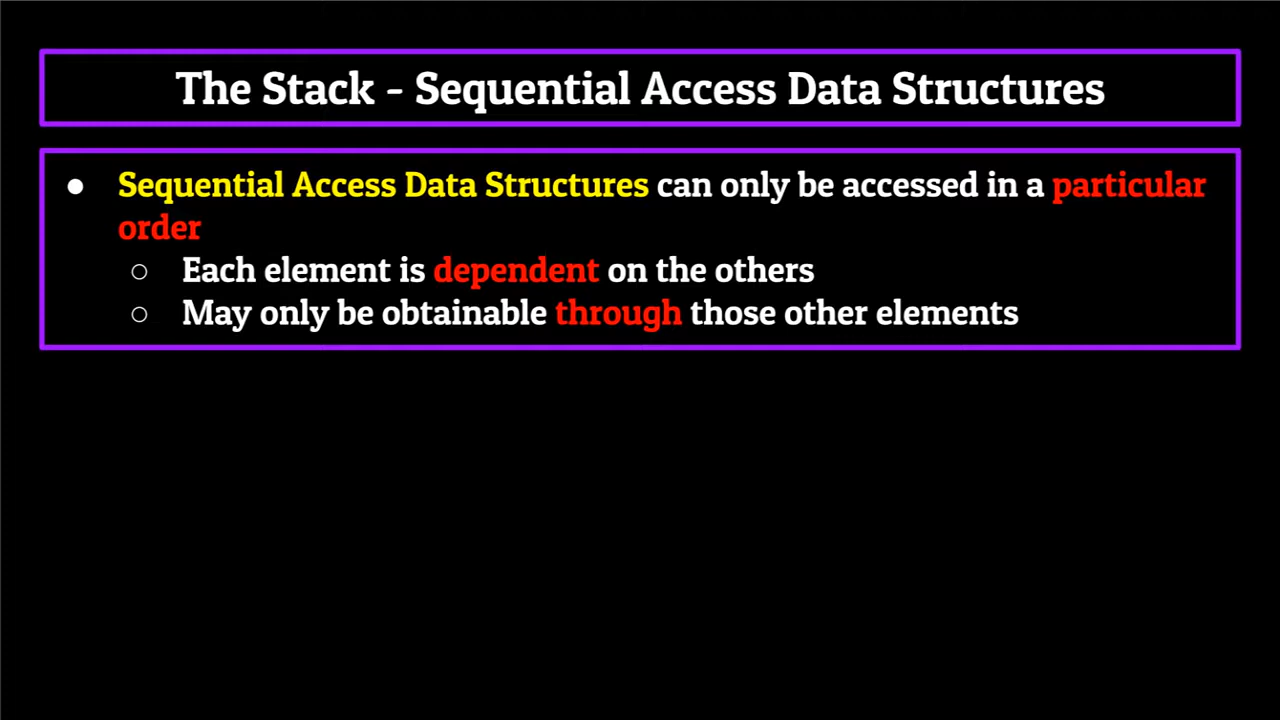 The Stack - Sequential Access Data Structures
● Sequential Access Data Structures can only be accessed in a particular
order
○ Each element is dependent on the others
○ May only be obtainable through those other elements